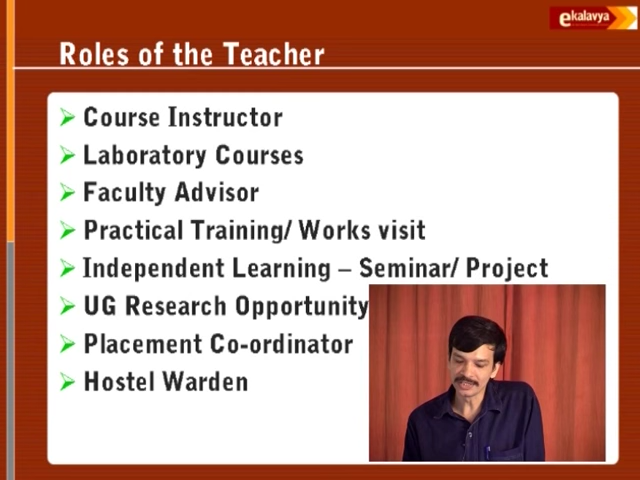 ekalavya
Roles of the Teacher
Course Instructor
Laboratory Courses
Faculty Advisor
Practical Training/ Works visit
Independent Learning – Seminar/ Project
UG Research Opportunity
Placement Co-ordinator
Hostel Warden